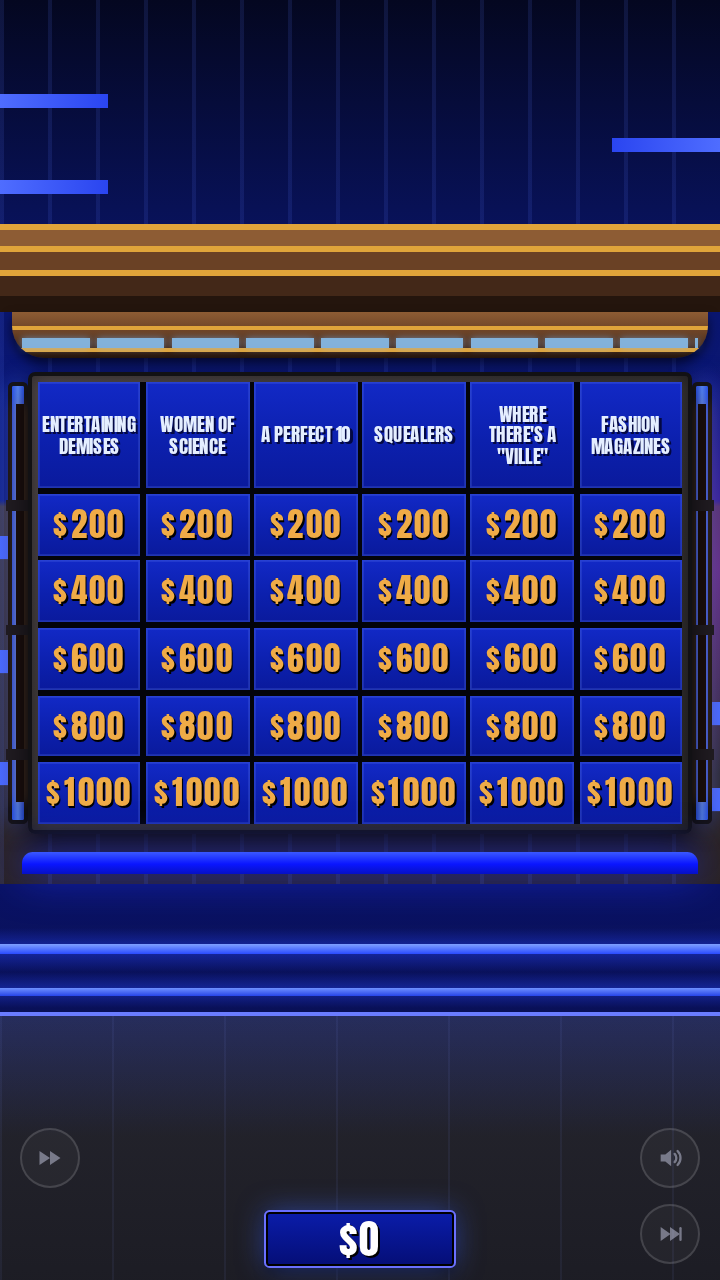 ENTERTAINING DEMISES
WOMEN OF SCIENCE
A PERFECT 10
SQUEALERS
WHERE THERE'S A "VILLE"
FASHION MAGAZINES
$200 $200 $200 $200 $200 $200
$400 $400 $400 $400 $400 $400
$600 $600 $600 $600 $600 $600
$800 $800 $800 $800 $800 $800
$1000 $1000 $1000 $1000 $1000 $1000
$0